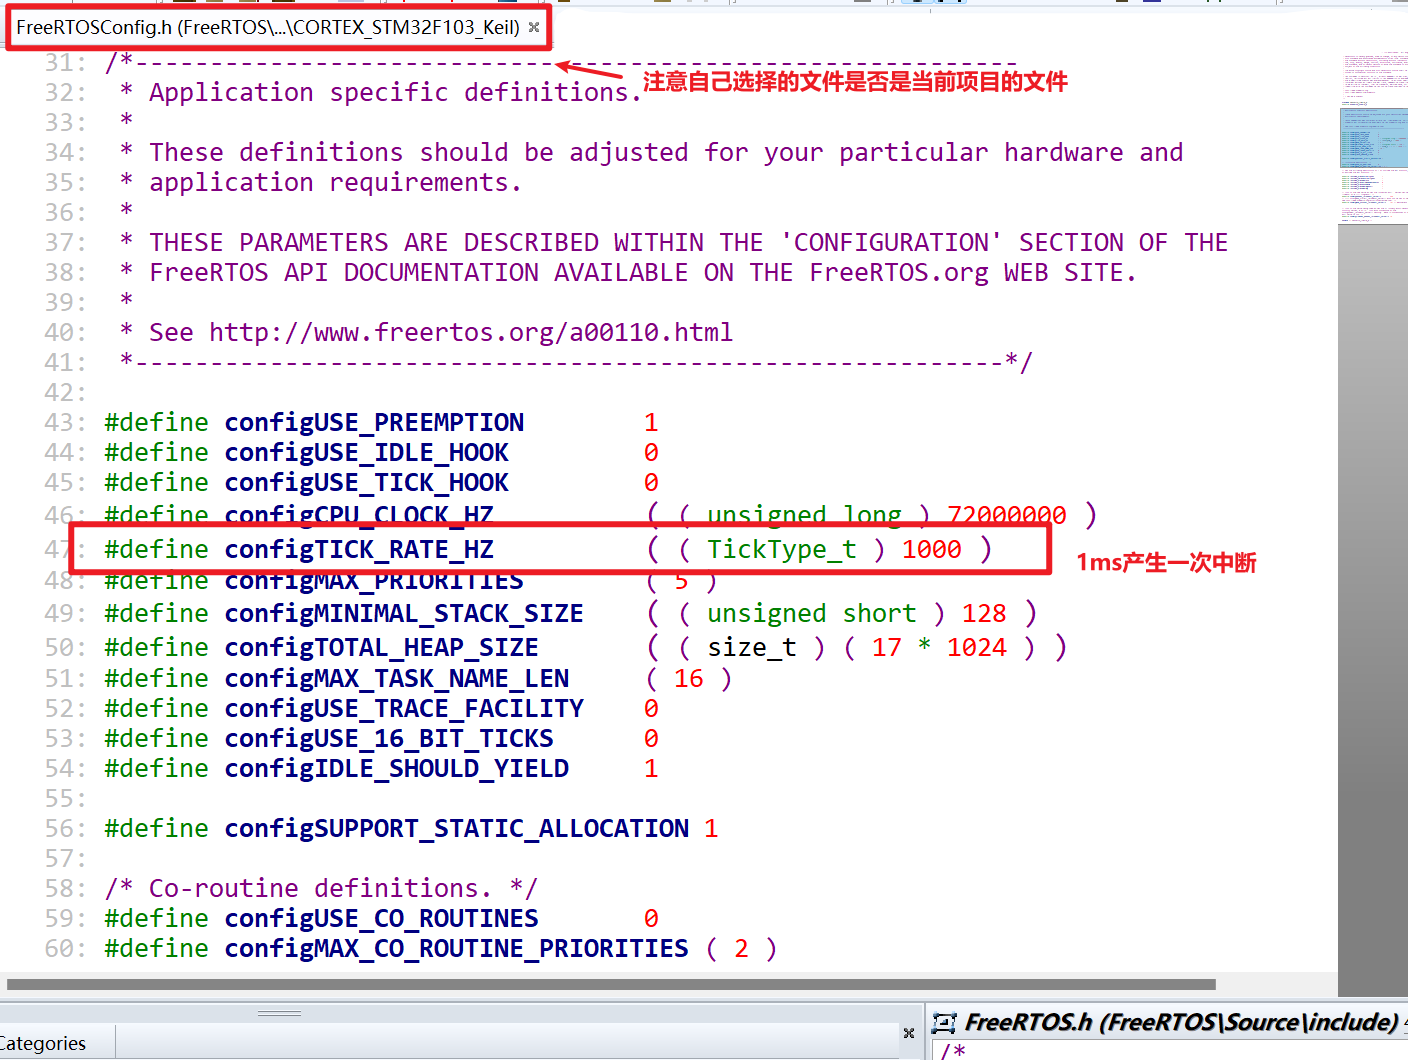 FreeRTOSConfig.h (FreeRTOS\...\CORTEX_STM32F103_Keil)
31: /*-----------------------------------------------------------
注意自己选择的文件是否是当前项目的文件
32:  * Application specific definitions.
33:  *
34:  * These definitions should be adjusted for your particular hardware and
35:  * application requirements.
36:  *
37:  * THESE PARAMETERS ARE DESCRIBED WITHIN THE 'CONFIGURATION' SECTION OF THE
38:  * FreeRTOS API DOCUMENTATION AVAILABLE ON THE FreeRTOS.org WEB SITE.
39:  *
40:  * See http://www.freertos.org/a00110.html
41:  *----------------------------------------------------------*/
42:
43: #define configUSE_PREEMPTION        1
44: #define configUSE_IDLE_HOOK         0
45: #define configUSE_TICK_HOOK         0
46: #define configCPU_CLOCK_HZ          ( ( unsigned long ) 72000000 )
47: #define configTICK_RATE_HZ          ( ( TickType_t ) 1000 )
1ms产生一次中断
48: #define configMAX_PRIORITIES        ( 5 )
49: #define configMINIMAL_STACK_SIZE    ( ( unsigned short ) 128 )
50: #define configTOTAL_HEAP_SIZE       ( ( size_t ) ( 17 * 1024 ) )
51: #define configMAX_TASK_NAME_LEN     ( 16 )
52: #define configUSE_TRACE_FACILITY    0
53: #define configUSE_16_BIT_TICKS      0
54: #define configIDLE_SHOULD_YIELD     1
55:
56: #define configSUPPORT_STATIC_ALLOCATION 1
57:
58: /* Co-routine definitions. */
59: #define configUSE_CO_ROUTINES       0
60: #define configMAX_CO_ROUTINE_PRIORITIES ( 2 )
Categories
FreeRTOS.h (FreeRTOS\Source\include)
/*